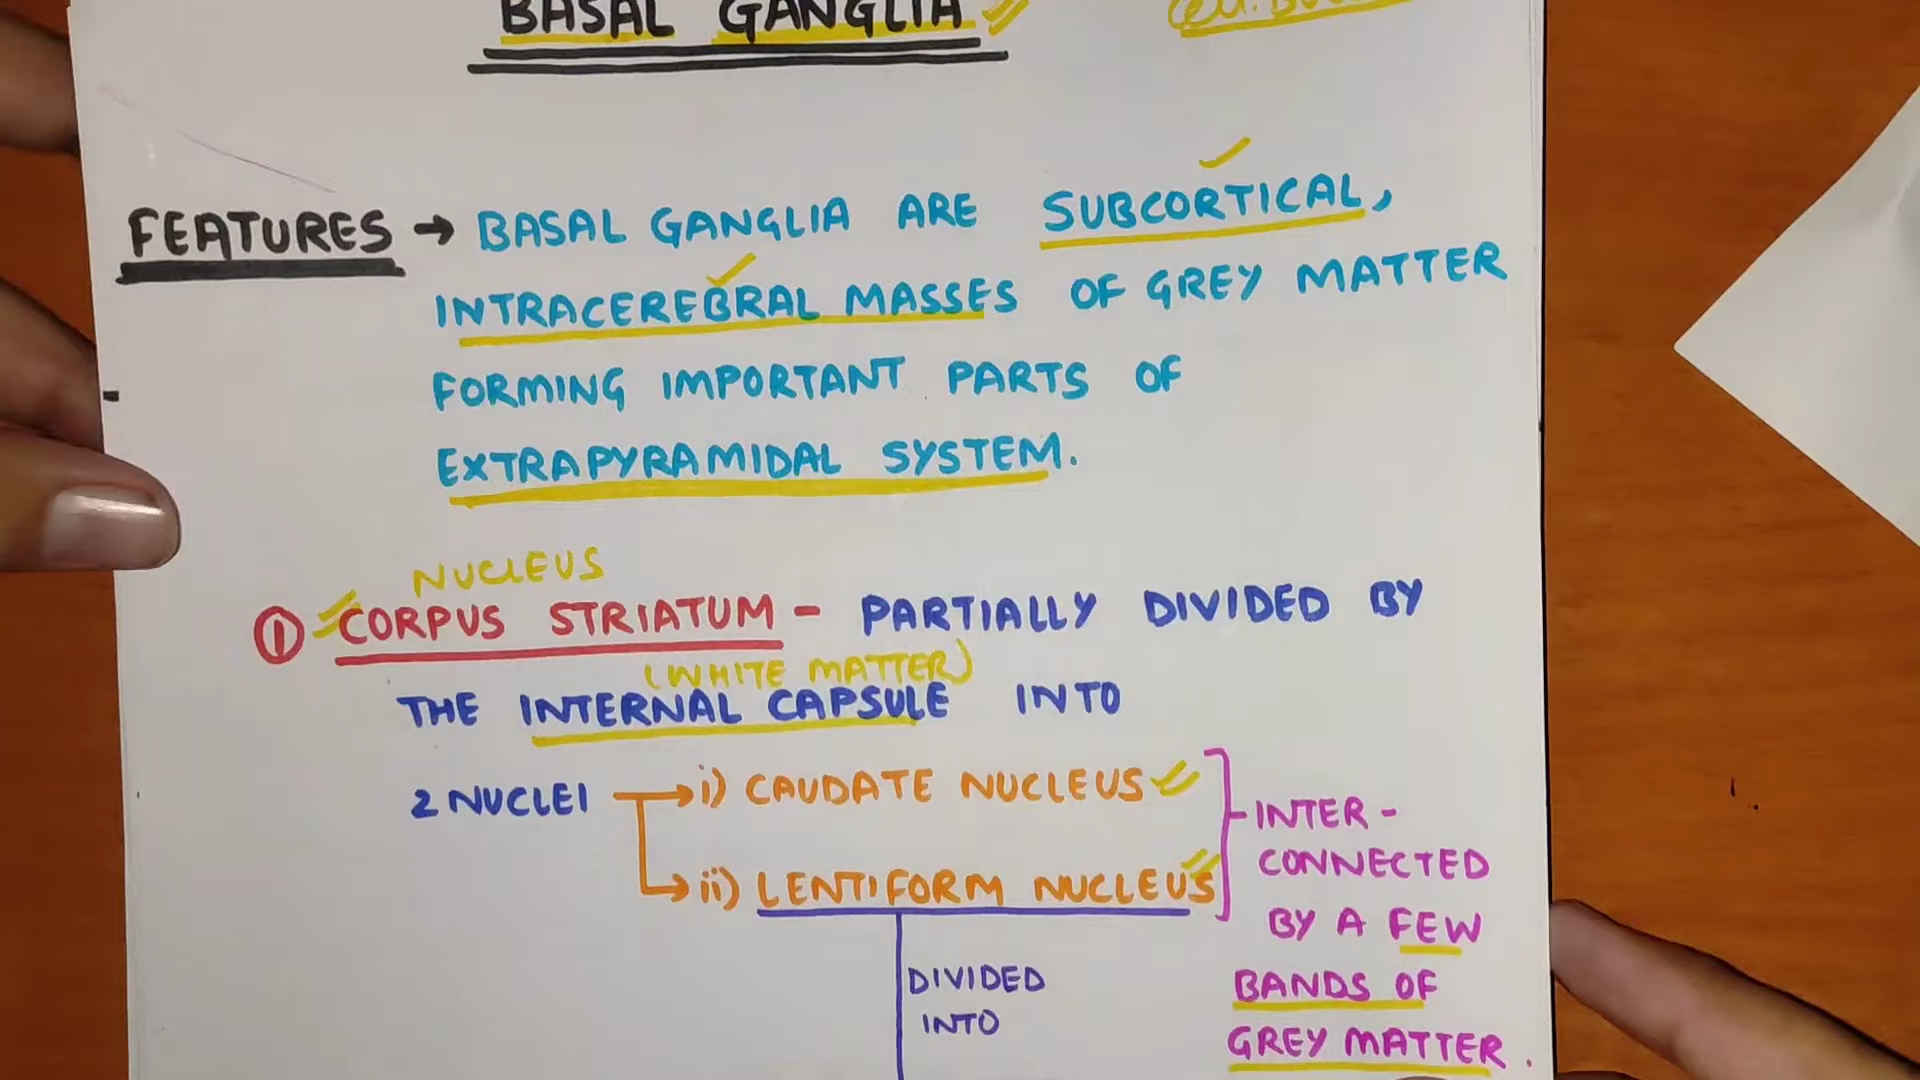 BASAL GANGLIA
FEATURES → BASAL GANGLIA ARE SUBCORTICAL,
INTRACEREBRAL MASSES OF GREY MATTER
FORMING IMPORTANT PARTS OF
EXTRAPYRAMIDAL SYSTEM.
NUCLEUS
① CORPUS STRIATUM - PARTIALLY DIVIDED BY
(WHITE MATTER)
THE INTERNAL CAPSULE INTO
2 NUCLEI → i) CAUDATE NUCLEUS
→ ii) LENTIFORM NUCLEUS
INTER -
CONNECTED
BY A FEW
BANDS OF
GREY MATTER.
DIVIDED
INTO